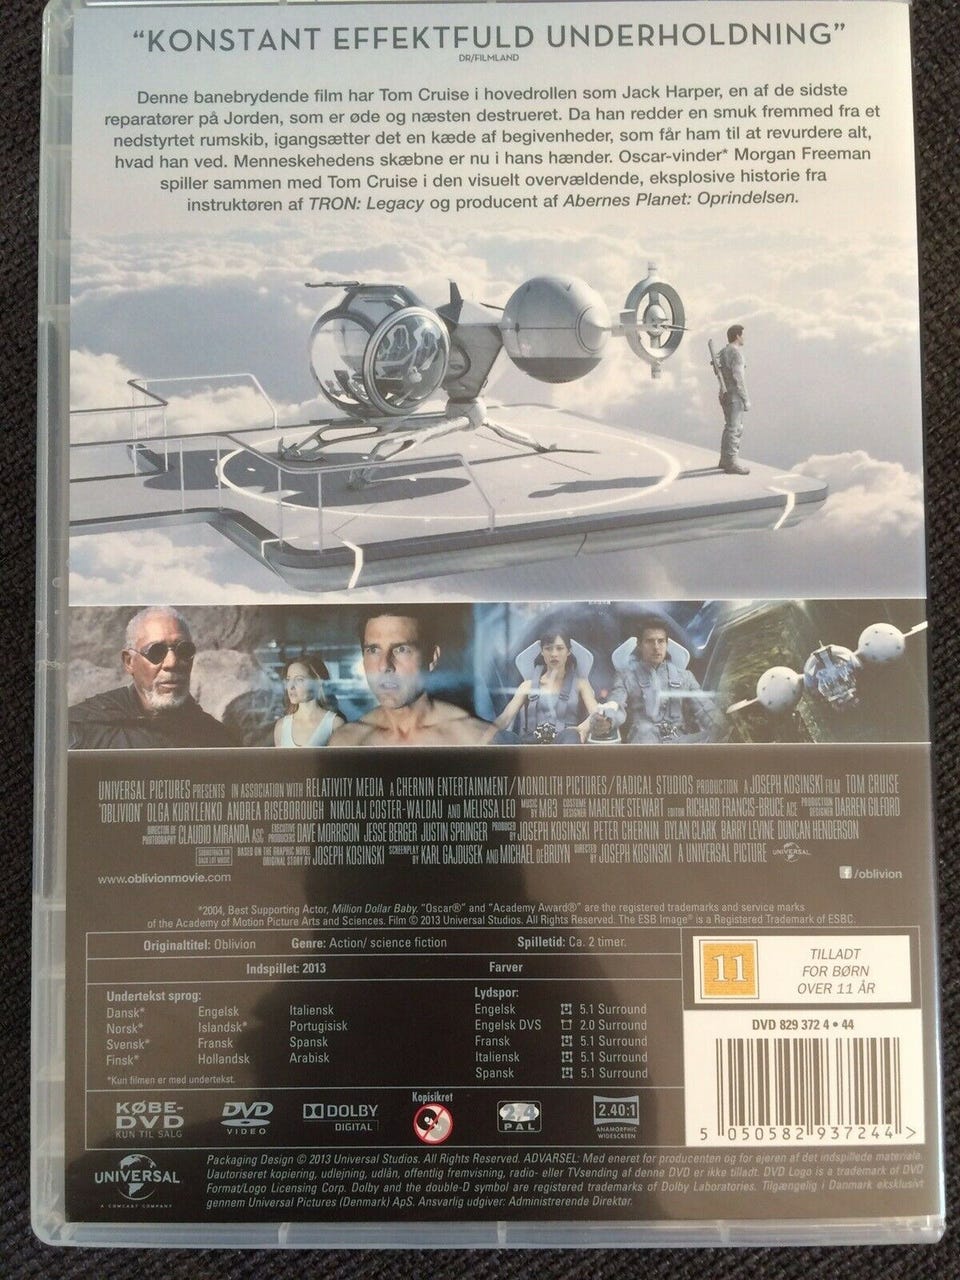 “KONSTANT EFFEKTFULD UNDERHOLDNING”
DR/FILMLAND
Denne banebrydende film har Tom Cruise i hovedrollen som Jack Harper, en af de sidste
reparatører på Jorden, som er øde og næsten destrueret. Da han redder en smuk fremmed fra et
nedstyrtet rumskib, igangsætter det en kæde af begivenheder, som får ham til at revurdere alt,
hvad han ved. Menneskehedens skæbne er nu i hans hænder. Oscar-vinder* Morgan Freeman
spiller sammen med Tom Cruise i den visuelt overvældende, eksplosive historie fra
instruktøren af TRON: Legacy og producent af Abernes Planet: Oprindelsen.
UNIVERSAL PICTURES PRESENTS IN ASSOCIATION WITH RELATIVITY MEDIA A CHERNIN ENTERTAINMENT/MONOLITH PICTURES/RADICAL STUDIOS PRODUCTION A JOSEPH KOSINSKI FILM TOM CRUISE
"OBLIVION" OLGA KURYLENKO ANDREA RISEBOROUGH NIKOLAJ COSTER-WALDAU AND MELISSA LEO MUSIC BY M83 COSTUME DESIGNER MARLENE STEWART EDITOR RICHARD FRANCIS-BRUCE ACE PRODUCTION DESIGNER DARREN GILFORD
DIRECTOR OF PHOTOGRAPHY CLAUDIO MIRANDA ASC EXECUTIVE PRODUCERS DAVE MORRISON JESSE BERGER JUSTIN SPRINGER PRODUCED BY JOSEPH KOSINSKI PETER CHERNIN DYLAN CLARK BARRY LEVINE DUNCAN HENDERSON
SOUNDTRACK ON BACK LOT MUSIC BASED ON THE GRAPHIC NOVEL ORIGINAL STORY BY JOSEPH KOSINSKI SCREENPLAY BY KARL GAJDUSEK AND MICHAEL deBRUYN DIRECTED BY JOSEPH KOSINSKI A UNIVERSAL PICTURE UNIVERSAL
www.oblivionmovie.com
f /oblivion
*2004, Best Supporting Actor, Million Dollar Baby. "Oscar®" and "Academy Award®" are the registered trademarks and service marks
of the Academy of Motion Picture Arts and Sciences. Film © 2013 Universal Studios. All Rights Reserved. The ESB Image® is a Registered Trademark of ESBC.
Originaltitel: Oblivion Genre: Action/ science fiction Spilletid: Ca. 2 timer.
Indspillet: 2013 Farver
Undertekst sprog:
Dansk* Engelsk Italiensk
Norsk* Islandsk* Portugisisk
Svensk* Fransk Spansk
Finsk* Hollandsk Arabisk
*Kun filmen er med undertekst.
Lydspor:
Engelsk 5.1 Surround
Engelsk DVS 2.0 Surround
Fransk 5.1 Surround
Italiensk 5.1 Surround
Spansk 5.1 Surround
11
TILLADT
FOR BØRN
OVER 11 ÅR
DVD 829 372 4 • 44
5 050582 937244 >
KØBE-
DVD
KUN TIL SALG
DVD
VIDEO
DOLBY
DIGITAL
Kopisikret
2,4
PAL
2.40:1
ANAMORPHIC
WIDESCREEN
UNIVERSAL
A COMCAST COMPANY
Packaging Design © 2013 Universal Studios. All Rights Reserved. ADVARSEL: Med eneret for producenten og for ejeren af det indspillede materiale.
Uautoriseret kopiering, udlejning, udlån, offentlig fremvisning, radio- eller TVsending af denne DVD er ikke tilladt. DVD Logo is a trademark of DVD
Format/Logo Licensing Corp. Dolby and the double-D symbol are registered trademarks of Dolby Laboratories. Tilgængelig i Danmark eksklusivt
gennem Universal Pictures (Denmark) ApS. Ansvarlig udgiver: Administrerende Direktør.